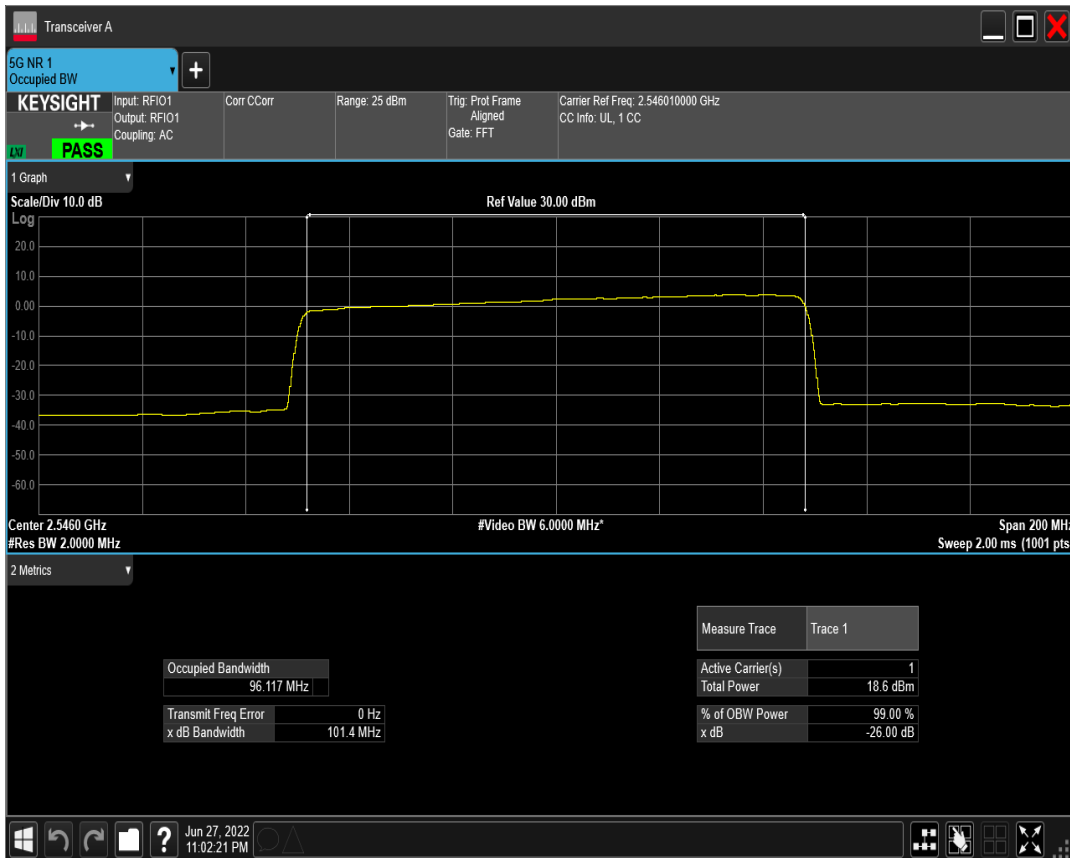 Transceiver A
5G NR 1
Occupied BW
+
KEYSIGHT
LXI
PASS
Input: RFIO1
Output: RFIO1
Coupling: AC
Corr CCorr
Range: 25 dBm
Trig: Prot Frame
Aligned
Gate: FFT
Carrier Ref Freq: 2.546010000 GHz
CC Info: UL, 1 CC
1 Graph
Scale/Div 10.0 dB
Ref Value 30.00 dBm
Log
20.0
10.0
0.00
-10.0
-20.0
-30.0
-40.0
-50.0
-60.0
Center 2.5460 GHz
#Video BW 6.0000 MHz*
Span 200 MHz
#Res BW 2.0000 MHz
Sweep 2.00 ms (1001 pts
2 Metrics
Measure Trace Trace 1
Occupied Bandwidth
96.117 MHz
Active Carrier(s) 1
Total Power 18.6 dBm
Transmit Freq Error 0 Hz
x dB Bandwidth 101.4 MHz
% of OBW Power 99.00 %
x dB -26.00 dB
?
Jun 27, 2022
11:02:21 PM